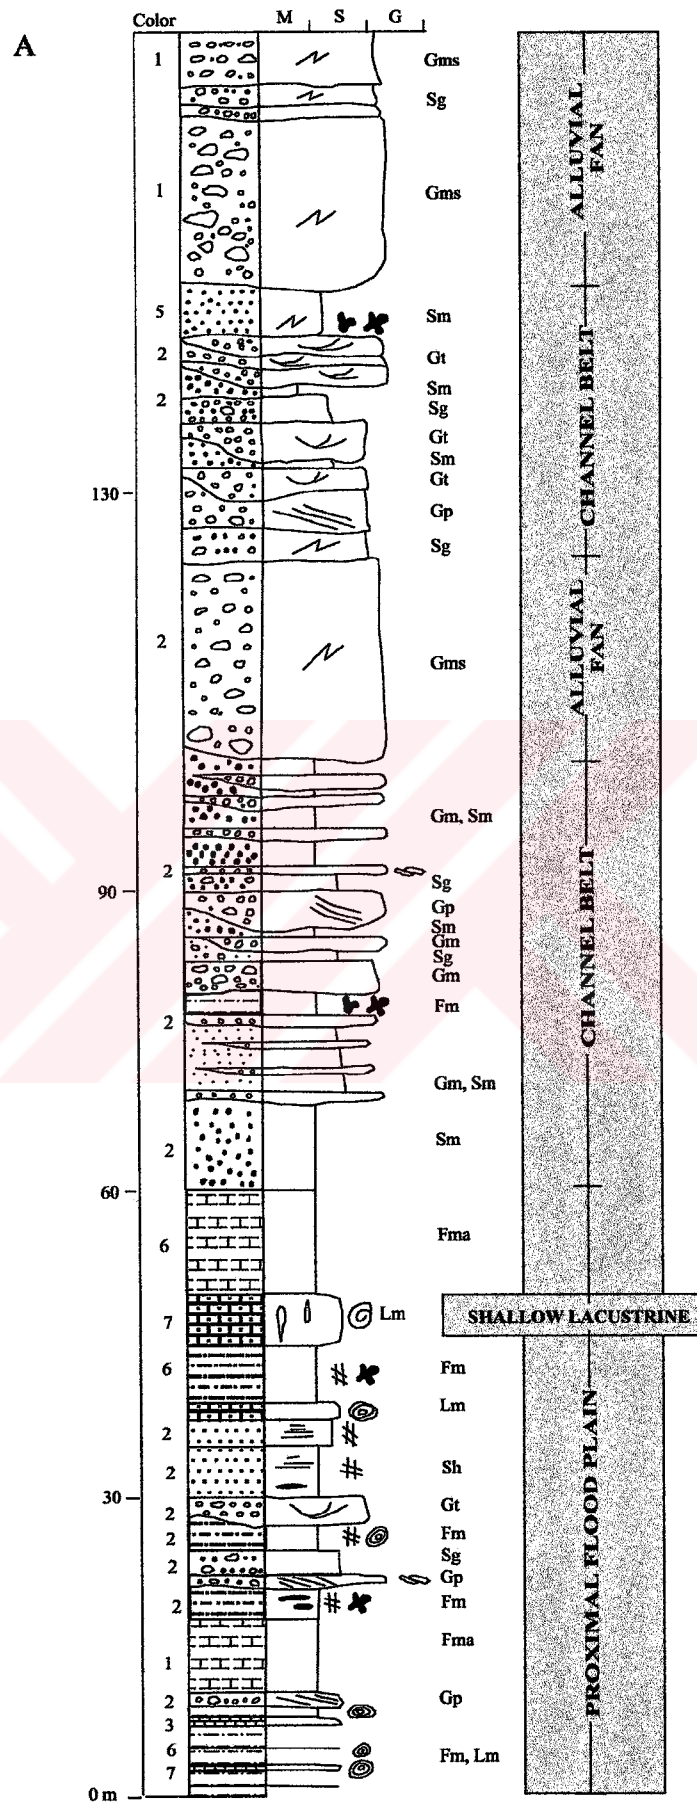 A
Color M S G
1 Gms
Sg
1 Gms
ALLUVIAL FAN
5 Sm
2 Gt
Sm
2 Sg
Gt
Sm
Gt
130
Gp
Sg
CHANNEL BELT
2 Gms
ALLUVIAL FAN
Gm, Sm
2
Sg
90
Gp
Sm
Gm
Sg
Gm
2 Fm
Gm, Sm
2 Sm
CHANNEL BELT
60
6 Fma
7 Lm
SHALLOW LACUSTRINE
6 Fm
Lm
2
2 Sh
30
2 Gt
2 Fm
2 Sg
Gp
2 Fm
Fma
1
2 Gp
3
6 Fm, Lm
7
0 m
PROXIMAL FLOOD PLAIN